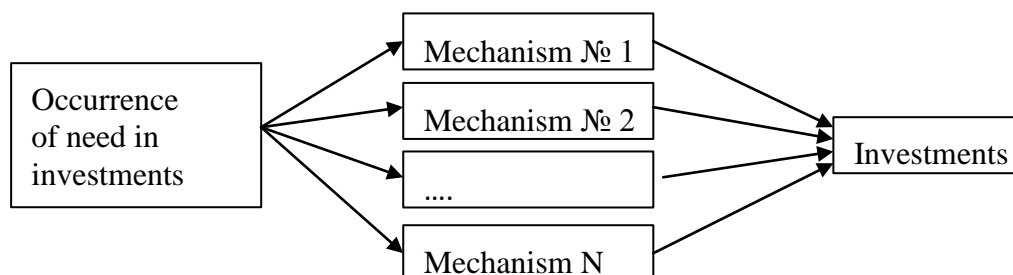 Occurrence
of need in
investments
Mechanism № 1
Mechanism № 2
....
Mechanism N
Investments